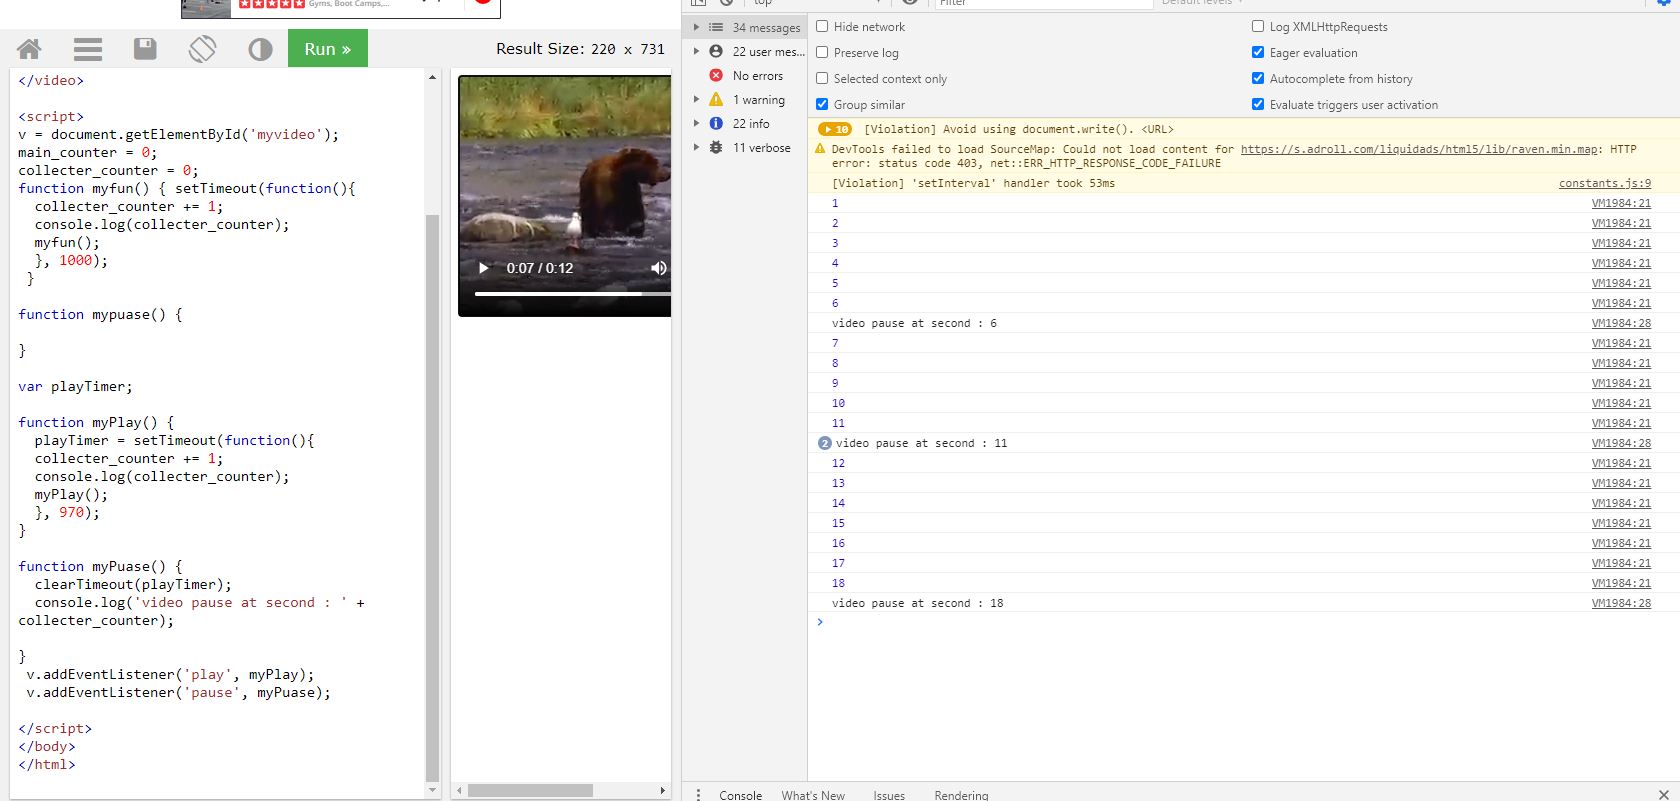 Gyms, Boot Camps,...
top
Filter
Default levels
Run »
Result Size: 220 x 731
</video>
<script>
v = document.getElementById('myvideo');
main_counter = 0;
collecter_counter = 0;
function myfun() { setTimeout(function(){
collecter_counter += 1;
console.log(collecter_counter);
myfun();
}, 1000);
}
function mypuase() {
}
var playTimer;
function myPlay() {
playTimer = setTimeout(function(){
collecter_counter += 1;
console.log(collecter_counter);
myPlay();
}, 970);
}
function myPuase() {
clearTimeout(playTimer);
console.log('video pause at second : ' +
collecter_counter);
}
v.addEventListener('play', myPlay);
v.addEventListener('pause', myPuase);
</script>
</body>
</html>
0:07 / 0:12
34 messages
22 user mes...
No errors
1 warning
22 info
11 verbose
Hide network
Log XMLHttpRequests
Preserve log
Eager evaluation
Selected context only
Autocomplete from history
Group similar
Evaluate triggers user activation
10 [Violation] Avoid using document.write(). <URL>
DevTools failed to load SourceMap: Could not load content for https://s.adroll.com/liquidads/html5/lib/raven.min.map: HTTP
error: status code 403, net::ERR_HTTP_RESPONSE_CODE_FAILURE
[Violation] 'setInterval' handler took 53ms constants.js:9
1 VM1984:21
2 VM1984:21
3 VM1984:21
4 VM1984:21
5 VM1984:21
6 VM1984:21
video pause at second : 6 VM1984:28
7 VM1984:21
8 VM1984:21
9 VM1984:21
10 VM1984:21
11 VM1984:21
2 video pause at second : 11 VM1984:28
12 VM1984:21
13 VM1984:21
14 VM1984:21
15 VM1984:21
16 VM1984:21
17 VM1984:21
18 VM1984:21
video pause at second : 18 VM1984:28
Console What's New Issues Rendering